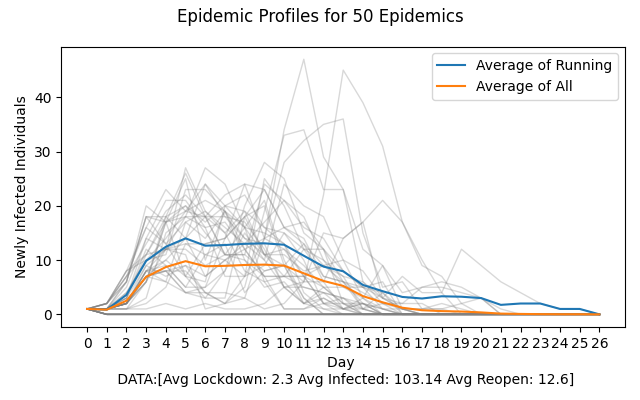 Epidemic Profiles for 50 Epidemics
Newly Infected Individuals
40
30
20
10
0
Average of Running
Average of All
0 1 2 3 4 5 6 7 8 9 10 11 12 13 14 15 16 17 18 19 20 21 22 23 24 25 26
Day
DATA:[Avg Lockdown: 2.3 Avg Infected: 103.14 Avg Reopen: 12.6]